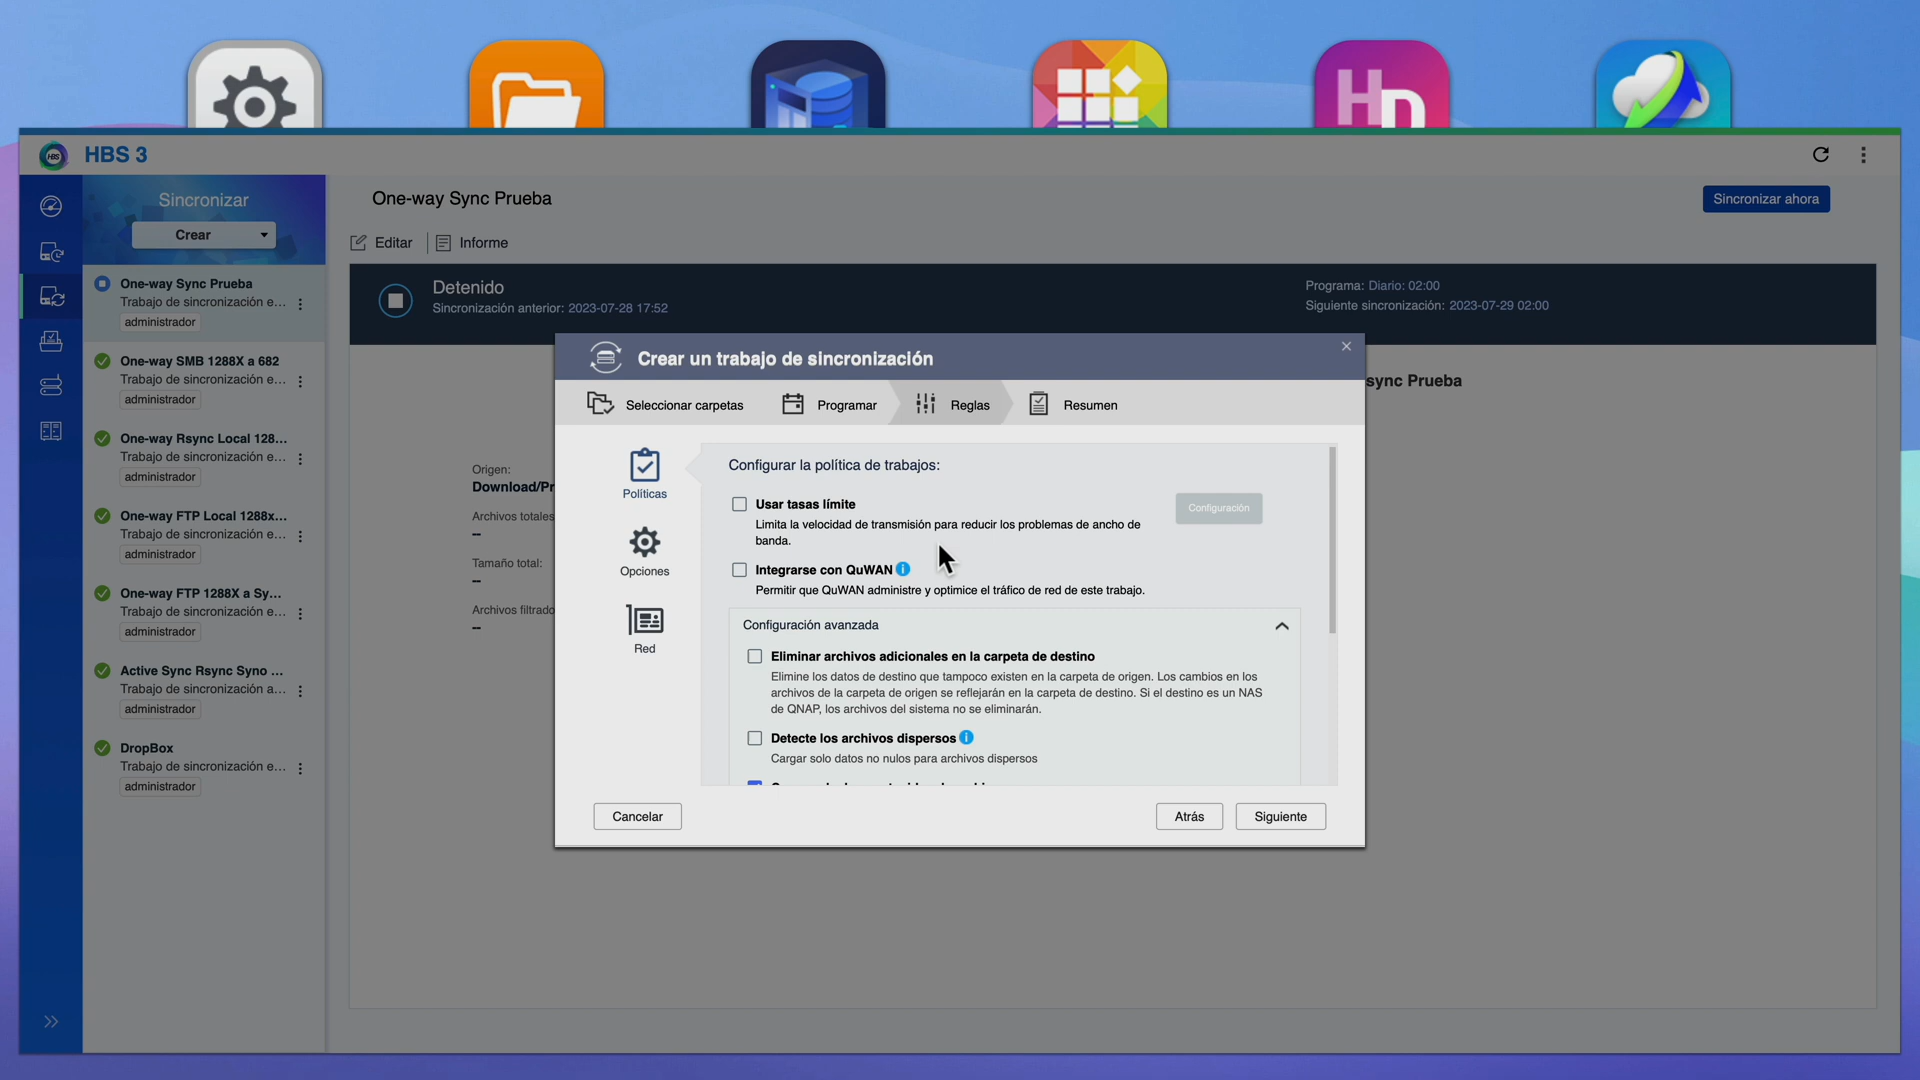 HBS 3
Sincronizar
Crear
One-way Sync Prueba
Trabajo de sincronización e...
administrador
One-way SMB 1288X a 682
Trabajo de sincronización e...
administrador
One-way Rsync Local 128...
Trabajo de sincronización e...
administrador
One-way FTP Local 1288x...
Trabajo de sincronización e...
administrador
One-way FTP 1288X a Sy...
Trabajo de sincronización e...
administrador
Active Sync Rsync Syno ...
Trabajo de sincronización a...
administrador
DropBox
Trabajo de sincronización e...
administrador
One-way Sync Prueba
Sincronizar ahora
Editar
Informe
Detenido
Sincronización anterior: 2023-07-28 17:52
Programa: Diario: 02:00
Siguiente sincronización: 2023-07-29 02:00
sync Prueba
Origen:
Download/Pr
Archivos totales
--
Tamaño total:
--
Archivos filtrado
--
Crear un trabajo de sincronización
Seleccionar carpetas
Programar
Reglas
Resumen
Políticas
Opciones
Red
Configurar la política de trabajos:
Usar tasas límite
Limita la velocidad de transmisión para reducir los problemas de ancho de
banda.
Configuración
Integrarse con QuWAN
Permitir que QuWAN administre y optimice el tráfico de red de este trabajo.
Configuración avanzada
Eliminar archivos adicionales en la carpeta de destino
Elimine los datos de destino que tampoco existen en la carpeta de origen. Los cambios en los
archivos de la carpeta de origen se reflejarán en la carpeta de destino. Si el destino es un NAS
de QNAP, los archivos del sistema no se eliminarán.
Detecte los archivos dispersos
Cargar solo datos no nulos para archivos dispersos
Cancelar
Atrás
Siguiente